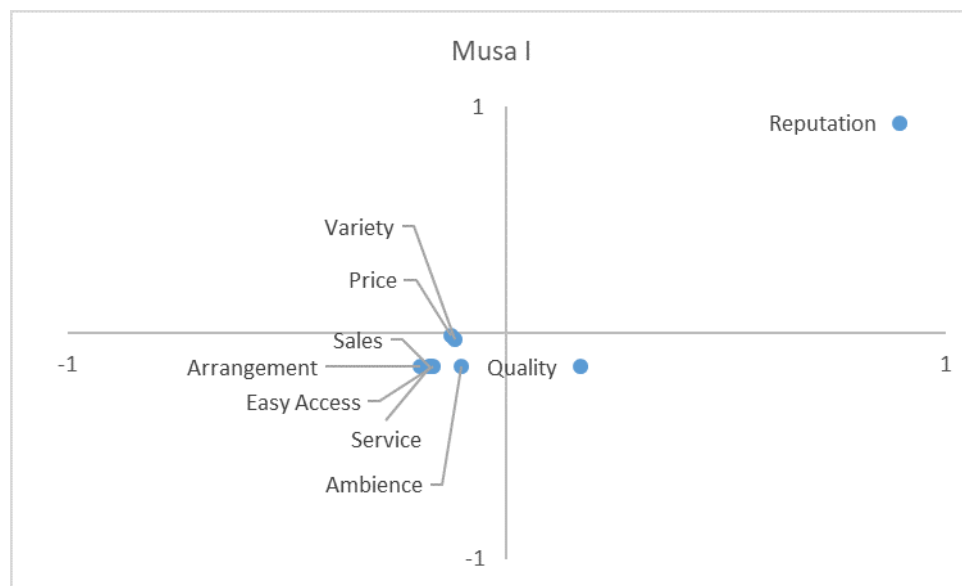 Musa I
1
Reputation
Variety
Price
Sales
-1
Arrangement
Quality
1
Easy Access
Service
Ambience
-1